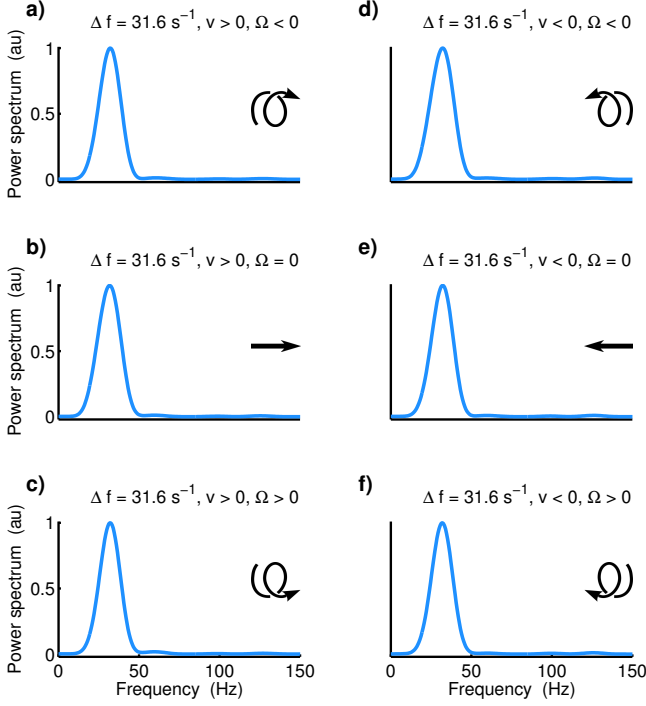 a)
Δ f = 31.6 s⁻¹, v > 0, Ω < 0
Power spectrum (au)
1
0.5
0
d)
Δ f = 31.6 s⁻¹, v < 0, Ω < 0
b)
Δ f = 31.6 s⁻¹, v > 0, Ω = 0
Power spectrum (au)
1
0.5
0
e)
Δ f = 31.6 s⁻¹, v < 0, Ω = 0
c)
Δ f = 31.6 s⁻¹, v > 0, Ω > 0
Power spectrum (au)
1
0.5
0
0 50 100 150
Frequency (Hz)
f)
Δ f = 31.6 s⁻¹, v < 0, Ω > 0
0 50 100 150
Frequency (Hz)